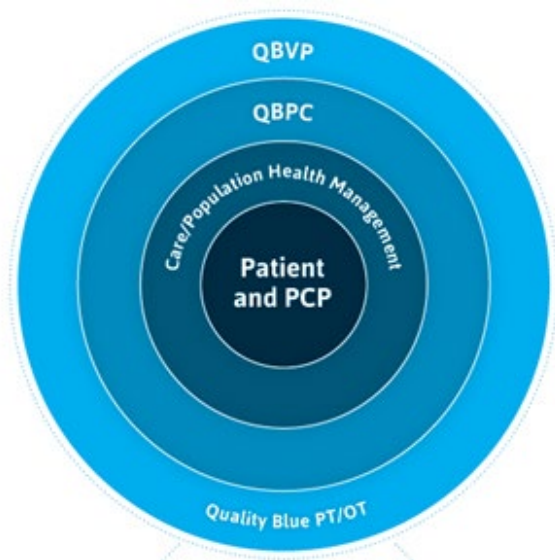 QBVP
QBPC
Care/Population Health Management
Patient
and PCP
Quality Blue PT/OT